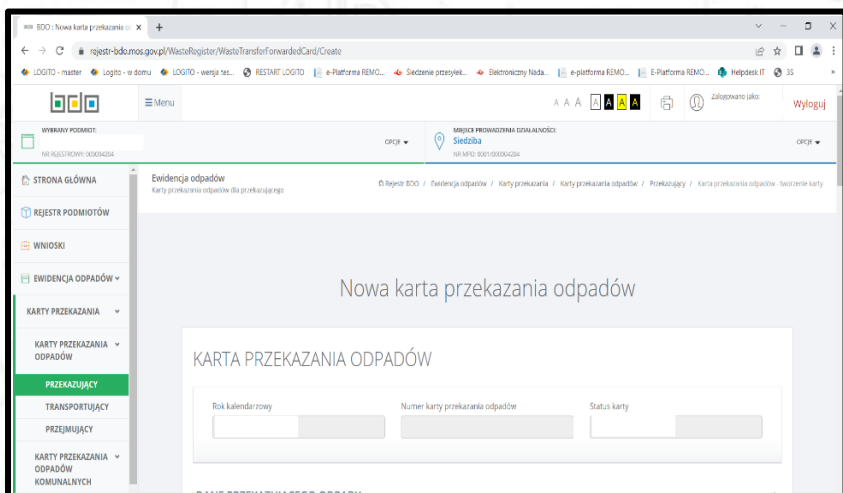 BDO : Nowa karta przekazania o
rejestr-bdo.mos.gov.pl/WasteRegister/WasteTransferForwardedCard/Create
LOGITO - master Logito - w domu LOGITO - wersja tes... RESTART LOGITO e-Platforma REMO... Śledzenie przesyłek... Elektroniczny Nada... e-platforma REMO... E-Platforma REMO... Helpdesk IT 3S »
Menu
A A A A A A A
Zalogowano jako:
Wyloguj
WYBRANY PODMIOT:
NR REJESTROWY: 000004204
OPCJE
MIEJSCE PROWADZENIA DZIAŁALNOŚCI:
Siedziba
NR MPD: 0001/000004204
OPCJE
STRONA GŁÓWNA
REJESTR PODMIOTÓW
WNIOSKI
EWIDENCJA ODPADÓW
KARTY PRZEKAZANIA
KARTY PRZEKAZANIA ODPADÓW
PRZEKAZUJĄCY
TRANSPORTUJĄCY
PRZEJMUJĄCY
KARTY PRZEKAZANIA
ODPADÓW
KOMUNALNYCH
Ewidencja odpadów
Karty przekazania odpadów dla przekazującego
Rejestr BDO / Ewidencja odpadów / Karty przekazania / Karty przekazania odpadów / Przekazujący / Karta przekazania odpadów - tworzenie karty
Nowa karta przekazania odpadów
KARTA PRZEKAZANIA ODPADÓW
Rok kalendarzowy
Numer karty przekazania odpadów
Status karty